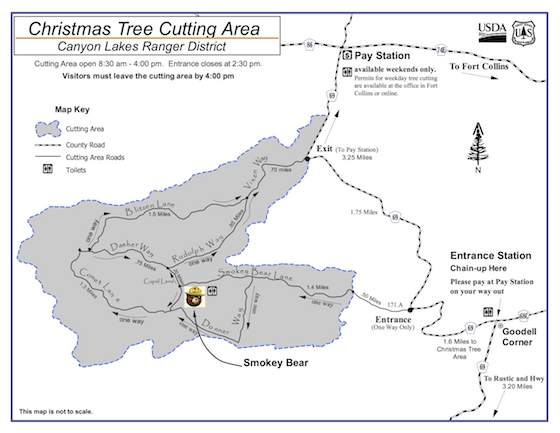 Christmas Tree Cutting Area
Canyon Lakes Ranger District
Cutting Area open 8:30 am - 4:00 pm. Entrance closes at 2:30 pm.
Visitors must leave the cutting area by 4:00 pm
86
74E
USDA
UAS
Pay Station
available weekends only.
Permits for weekday tree cutting
are available at the office in Fort
Collins or online.
To Fort Collins
69
Map Key
Cutting Area
County Road
Cutting Area Roads
Toilets
N
Exit (To Pay Station)
3.25 Miles
Vixen Way
.70 miles
Blitzen Lane
1.5 Miles
one way
Dasher Way
.75 Miles
Rudolph Way
one way
Comet Lane
1.3 Miles
one way
Cupid Lane
Smokey Bear Lane
1.4 Miles
one way
Dunner Way
one way
one way
1.75 Miles
69
.50 Miles
171.A
Entrance
(One Way Only)
Entrance Station
Chain-up Here
Please pay at Pay Station
on your way out
69
68C
Goodell
Corner
1.6 Miles to
Christmas Tree
Area
69
To Rustic and Hwy
3.20 Miles
Smokey Bear
This map is not to scale.